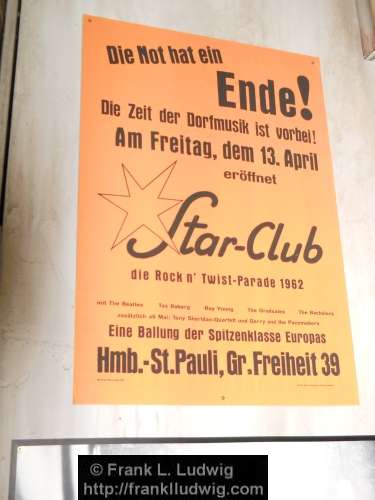 Die Not hat ein
Ende!
Die Zeit der Dorfmusik ist vorbei!
Am Freitag, dem 13. April
eröffnet
Star-Club
die Rock n' Twist-Parade 1962
mit The Beatles Tex Roberg Roy Young The Graduates The Bachelors
zusätzlich ab Mai: Tony Sheridan-Quartett und Gerry and the Pacemakers
Eine Ballung der Spitzenklasse Europas
Hmb.-St.Pauli, Gr. Freiheit 39
© Frank L. Ludwig
http://franklludwig.com